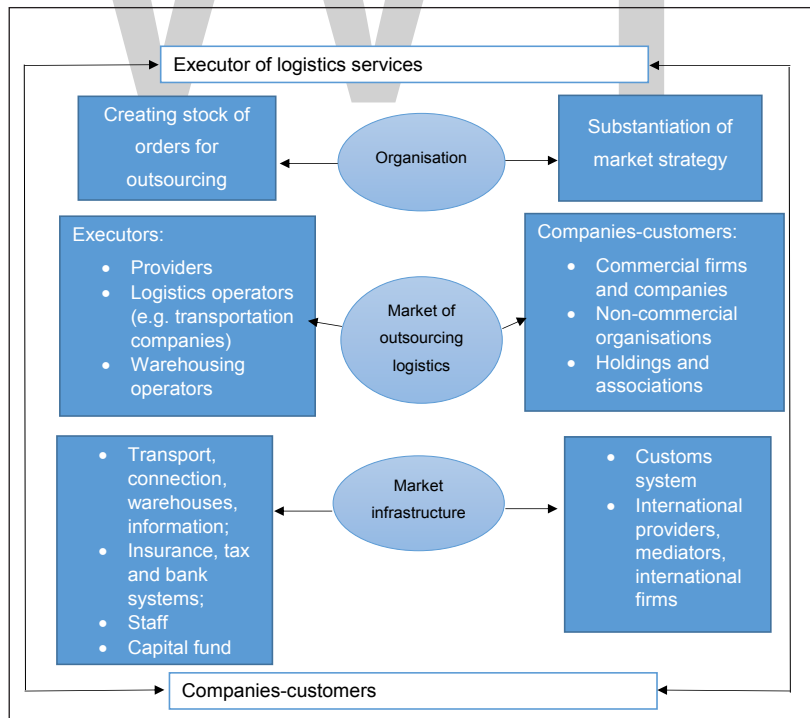 Executor of logistics services
Creating stock of
orders for
outsourcing
Organisation
Substantiation of
market strategy
Executors:
• Providers
• Logistics operators
(e.g. transportation
companies)
• Warehousing
operators
Market of
outsourcing
logistics
Companies-customers:
• Commercial firms
and companies
• Non-commercial
organisations
• Holdings and
associations
• Transport,
connection,
warehouses,
information;
• Insurance, tax
and bank
systems;
• Staff
• Capital fund
Market
infrastructure
• Customs
system
• International
providers,
mediators,
international
firms
Companies-customers